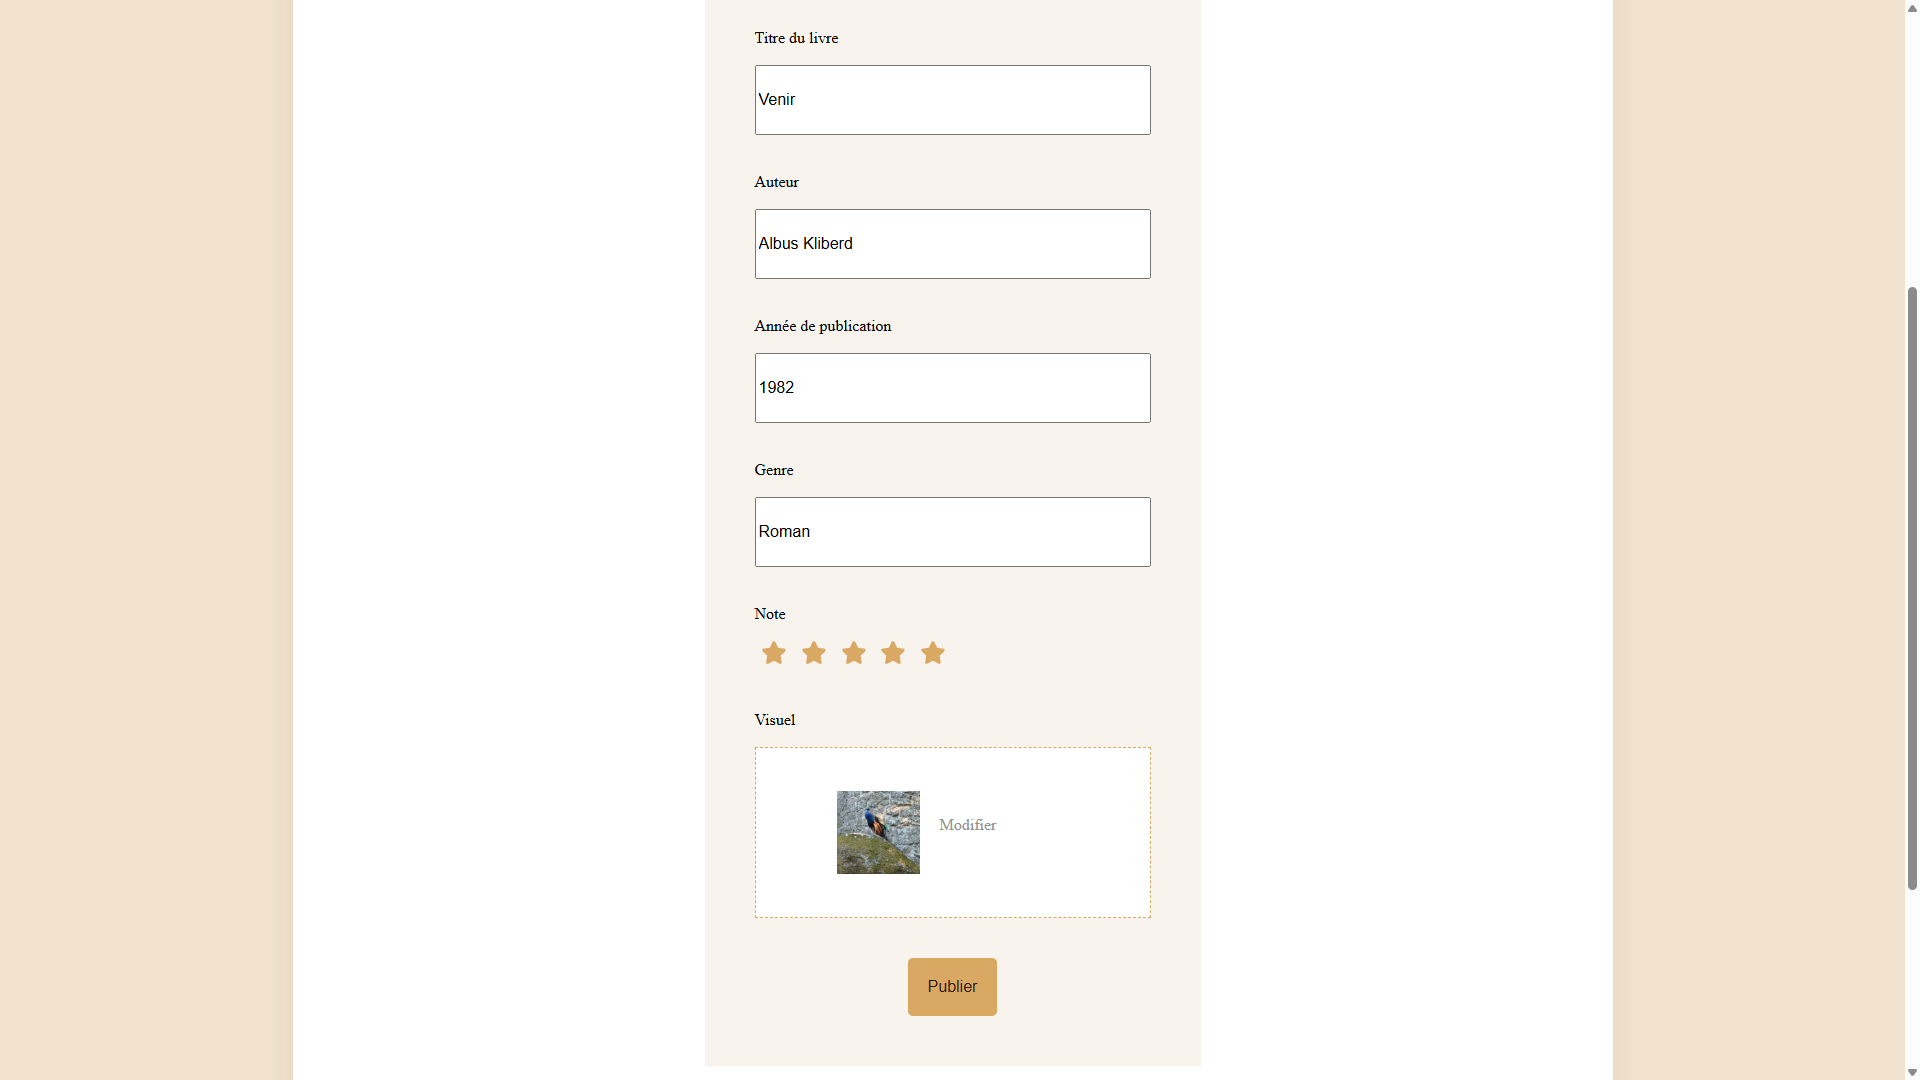 Titre du livre
Venir
Auteur
Albus Kliberd
Année de publication
1982
Genre
Roman
Note
Visuel
Modifier
Publier